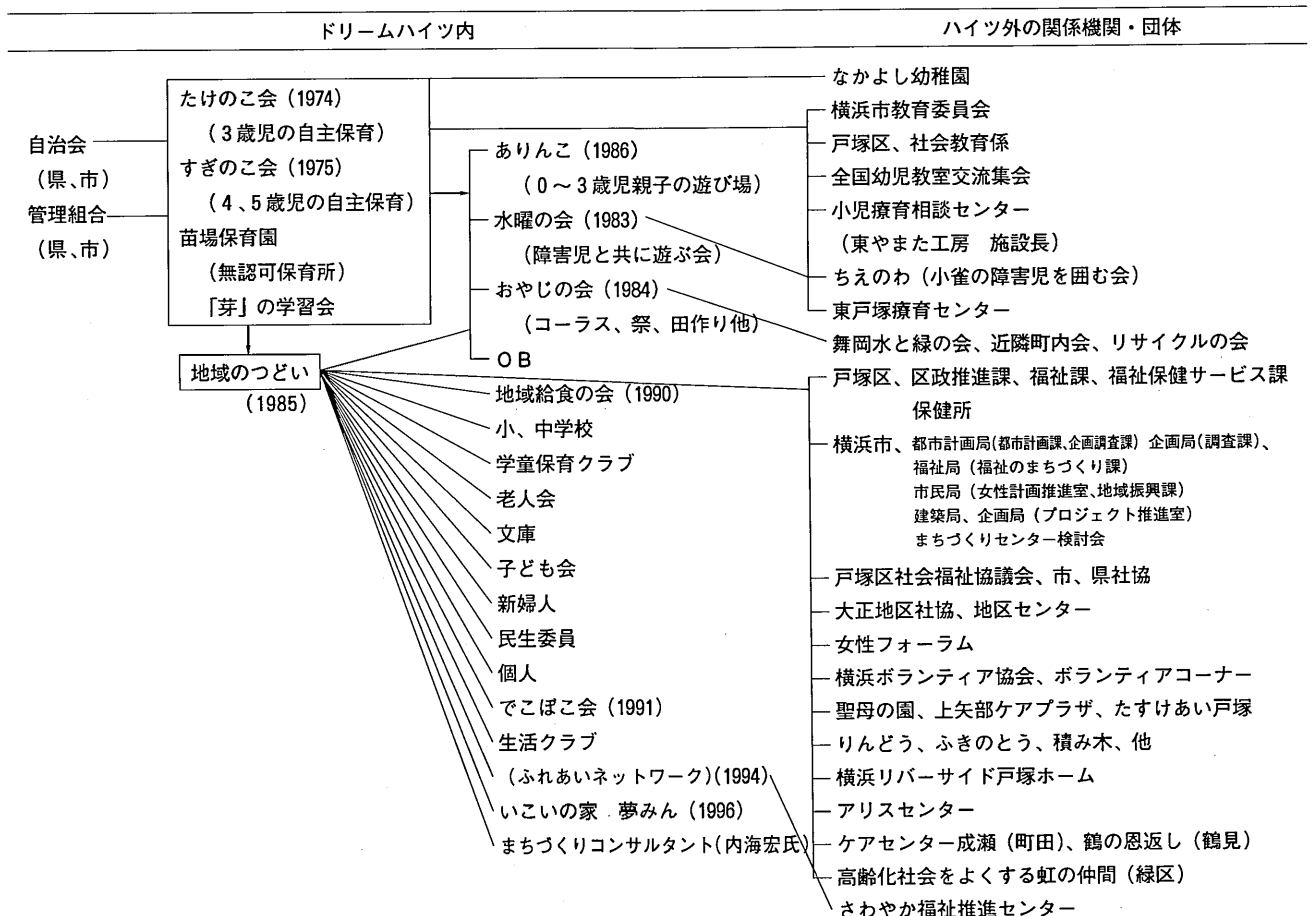 ドリームハイツ内
ハイツ外の関係機関・団体
自治会
(県、市)
管理組合
(県、市)
たけのこ会 (1974)
(3歳児の自主保育)
すぎのこ会 (1975)
(4、5歳児の自主保育)
苗場保育園
(無認可保育所)
「芽」の学習会
地域のつどい
(1985)
ありんこ (1986)
(0〜3歳児親子の遊び場)
水曜の会 (1983)
(障害児と共に遊ぶ会)
おやじの会 (1984)
(コーラス、祭、田作り他)
OB
地域給食の会 (1990)
小、中学校
学童保育クラブ
老人会
文庫
子ども会
新婦人
民生委員
個人
でこぼこ会 (1991)
生活クラブ
(ふれあいネットワーク)(1994)
いこいの家 夢みん (1996)
まちづくりコンサルタント(内海宏氏)
なかよし幼稚園
横浜市教育委員会
戸塚区、社会教育係
全国幼児教室交流集会
小児療育相談センター
(東やまた工房 施設長)
ちえのわ (小雀の障害児を囲む会)
東戸塚療育センター
舞岡水と緑の会、近隣町内会、リサイクルの会
戸塚区、区政推進課、福祉課、福祉保健サービス課
保健所
横浜市、都市計画局(都市計画課、企画調査課) 企画局(調査課)、
福祉局 (福祉のまちづくり課)
市民局 (女性計画推進室、地域振興課)
建築局、企画局 (プロジェクト推進室)
まちづくりセンター検討会
戸塚区社会福祉協議会、市、県社協
大正地区社協、地区センター
女性フォーラム
横浜ボランティア協会、ボランティアコーナー
聖母の園、上矢部ケアプラザ、たすけあい戸塚
りんどう、ふきのとう、積み木、他
横浜リバーサイド戸塚ホーム
アリスセンター
ケアセンター成瀬 (町田)、鶴の恩返し (鶴見)
高齢化社会をよくする虹の仲間 (緑区)
さわやか福祉推進センター